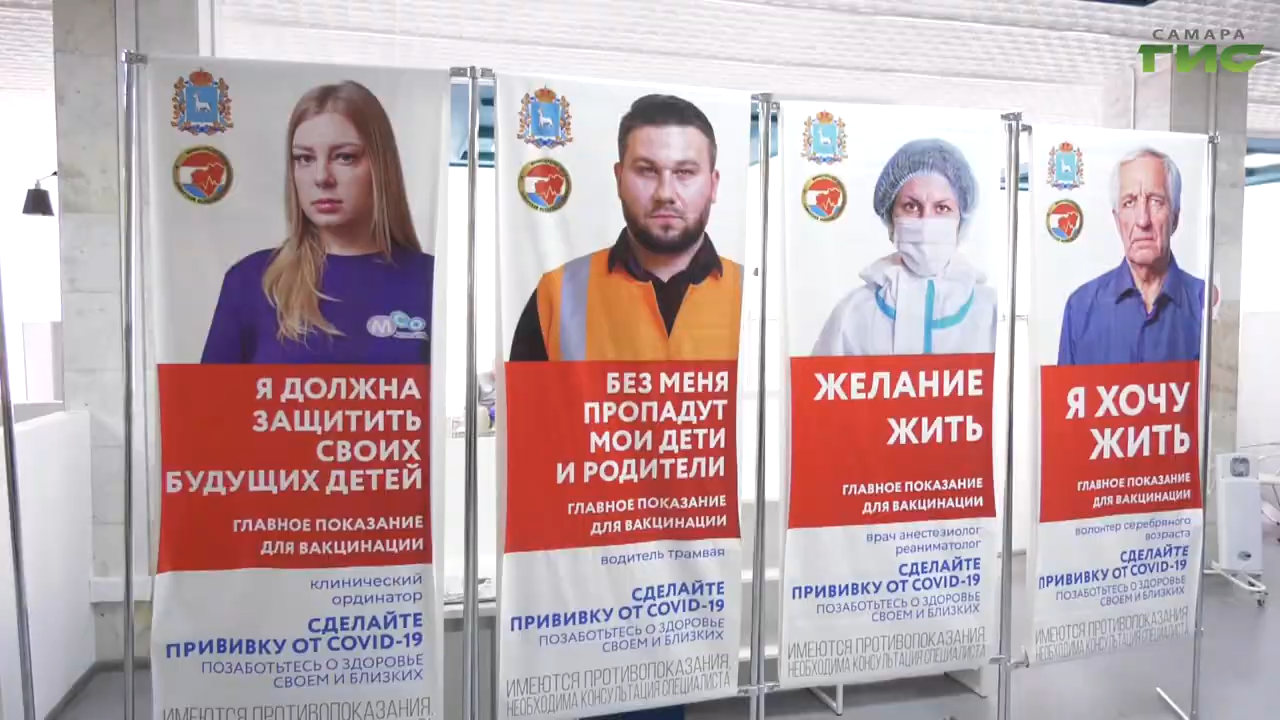 САМАРА
ГИС
Я ДОЛЖНА
ЗАЩИТИТЬ
СВОИХ
БУДУЩИХ ДЕТЕЙ
ГЛАВНОЕ ПОКАЗАНИЕ
ДЛЯ ВАКЦИНАЦИИ
клинический
ординатор
СДЕЛАЙТЕ
ПРИВИВКУ ОТ COVID-19
ПОЗАБОТЬТЕСЬ О ЗДОРОВЬЕ
СВОЕМ И БЛИЗКИХ
ИМЕЮТСЯ ПРОТИВОПОКАЗАНИЯ.
БЕЗ МЕНЯ
ПРОПАДУТ
МОИ ДЕТИ
И РОДИТЕЛИ
ГЛАВНОЕ ПОКАЗАНИЕ
ДЛЯ ВАКЦИНАЦИИ
водитель трамвая
СДЕЛАЙТЕ
ПРИВИВКУ ОТ COVID-19
ПОЗАБОТЬТЕСЬ О ЗДОРОВЬЕ
СВОЕМ И БЛИЗКИХ
ИМЕЮТСЯ ПРОТИВОПОКАЗАНИЯ.
НЕОБХОДИМА КОНСУЛЬТАЦИЯ СПЕЦИАЛИСТА
ЖЕЛАНИЕ
ЖИТЬ
ГЛАВНОЕ ПОКАЗАНИЕ
ДЛЯ ВАКЦИНАЦИИ
врач анестезиолог
реаниматолог
СДЕЛАЙТЕ
ПРИВИВКУ ОТ COVID-19
ПОЗАБОТЬТЕСЬ О ЗДОРОВЬЕ
СВОЕМ И БЛИЗКИХ
ИМЕЮТСЯ ПРОТИВОПОКАЗАНИЯ.
НЕОБХОДИМА КОНСУЛЬТАЦИЯ СПЕЦИАЛИСТА
Я ХОЧУ
ЖИТЬ
ГЛАВНОЕ ПОКАЗАНИЕ
ДЛЯ ВАКЦИНАЦИИ
волонтер серебряного
возраста
СДЕЛАЙТЕ
ПРИВИВКУ ОТ COVID-19
ПОЗАБОТЬТЕСЬ О ЗДОРОВЬЕ
СВОЕМ И БЛИЗКИХ
ИМЕЮТСЯ ПРОТИВОПОКАЗАНИЯ.
НЕОБХОДИМА КОНСУЛЬТАЦИЯ СПЕЦИАЛИСТА